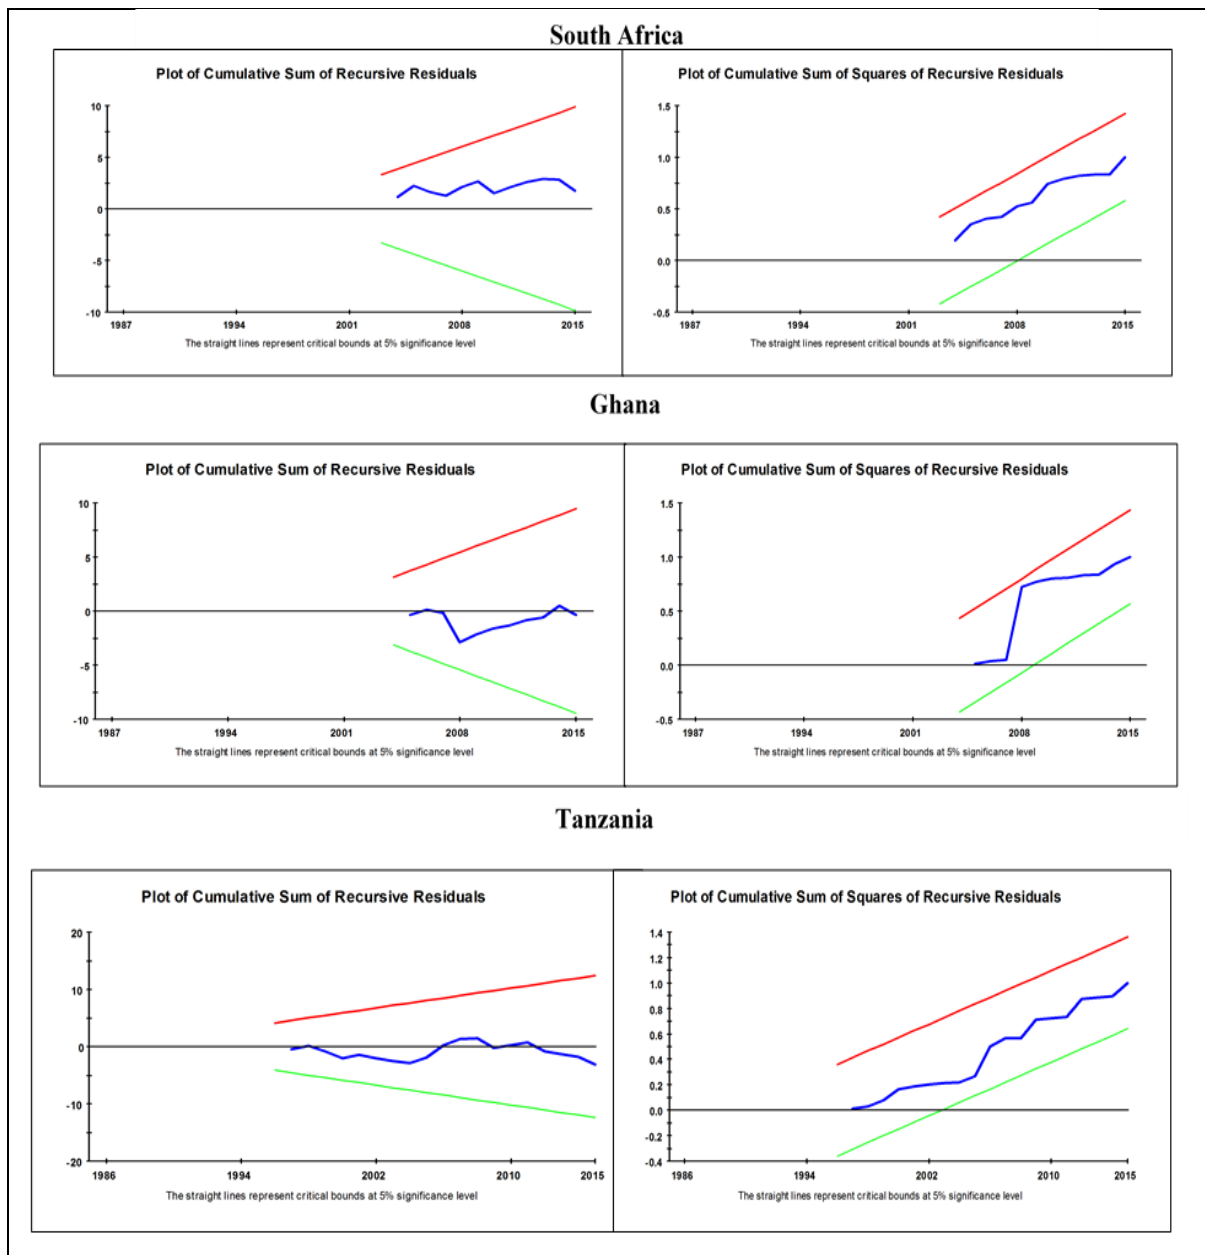 South Africa
Plot of Cumulative Sum of Recursive Residuals
10
5
0
-5
-10
1987 1994 2001 2008 2015
The straight lines represent critical bounds at 5% significance level
Plot of Cumulative Sum of Squares of Recursive Residuals
1.5
1.0
0.5
0.0
-0.5
1987 1994 2001 2008 2015
The straight lines represent critical bounds at 5% significance level
Ghana
Plot of Cumulative Sum of Recursive Residuals
10
5
0
-5
-10
1987 1994 2001 2008 2015
The straight lines represent critical bounds at 5% significance level
Plot of Cumulative Sum of Squares of Recursive Residuals
1.5
1.0
0.5
0.0
-0.5
1987 1994 2001 2008 2015
The straight lines represent critical bounds at 5% significance level
Tanzania
Plot of Cumulative Sum of Recursive Residuals
20
10
0
-10
-20
1986 1994 2002 2010 2015
The straight lines represent critical bounds at 5% significance level
Plot of Cumulative Sum of Squares of Recursive Residuals
1.4
1.2
1.0
0.8
0.6
0.4
0.2
0.0
-0.2
-0.4
1986 1994 2002 2010 2015
The straight lines represent critical bounds at 5% significance level